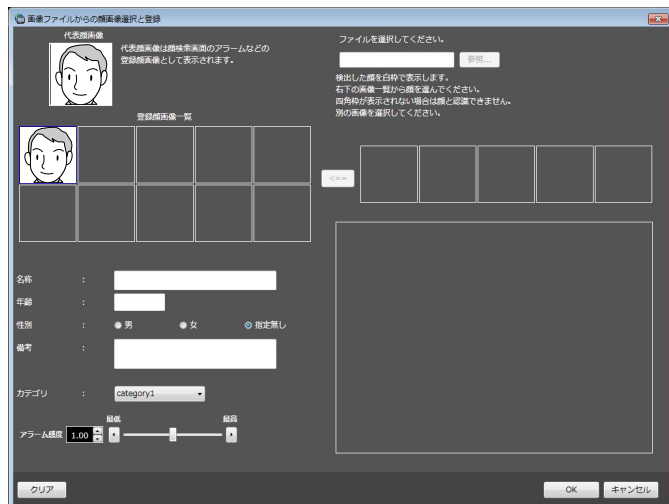 画像ファイルからの顔画像選択と登録
代表顔画像
代表顔画像は顔検索画面のアラームなどの
登録顔画像として表示されます。
登録顔画像一覧
ファイルを選択してください。
参照...
検出した顔を白枠で表示します。
右下の画像一覧から顔を選んでください。
四角枠が表示されない場合は顔と認識できません。
別の画像を選択してください。
<==
名称 :
年齢 :
性別 : 男 女 指定無し
備考 :
カテゴリ : category1
最低 最高
アラーム感度 1.00
クリア
OK キャンセル